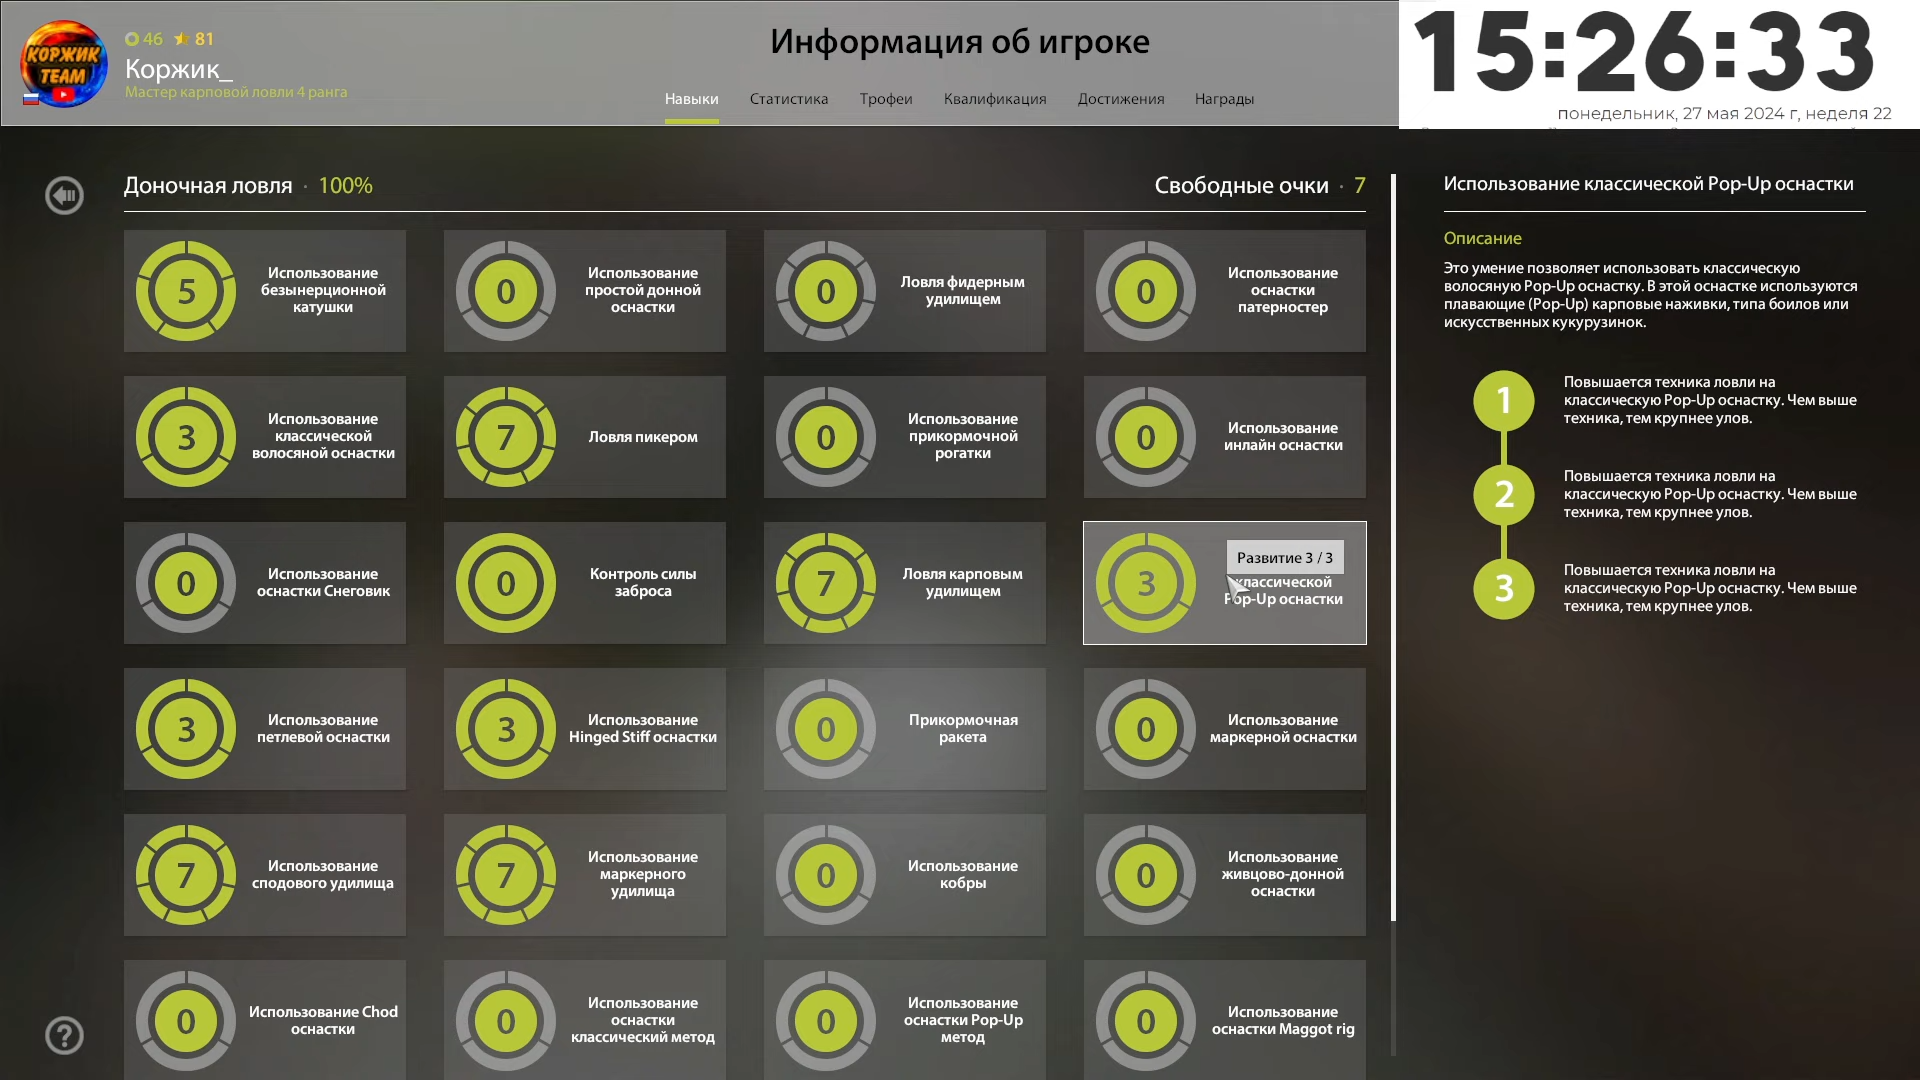 КОРЖИК
TEAM
46 81
Коржик_
Мастер карповой ловли 4 ранга
Информация об игроке
Навыки Статистика Трофеи Квалификация Достижения Награды
15:26:33
понедельник, 27 мая 2024 г, неделя 22
Доночная ловля · 100%
Свободные очки · 7
5
Использование
безынерционной
катушки
0
Использование
простой донной
оснастки
0
Ловля фидерным
удилищем
0
Использование
оснастки
патерностер
3
Использование
классической
волосяной оснастки
7
Ловля пикером
0
Использование
прикормочной
рогатки
0
Использование
инлайн оснастки
0
Использование
оснастки Снеговик
0
Контроль силы
заброса
7
Ловля карповым
удилищем
3
Развитие 3 / 3
классической
Pop-Up оснастки
3
Использование
петлевой оснастки
3
Использование
Hinged Stiff оснастки
0
Прикормочная
ракета
0
Использование
маркерной оснастки
7
Использование
сподового удилища
7
Использование
маркерного
удилища
0
Использование
кобры
0
Использование
живцово-донной
оснастки
0
Использование Chod
оснастки
0
Использование
оснастки
классический метод
0
Использование
оснастки Pop-Up
метод
0
Использование
оснастки Maggot rig
Использование классической Pop-Up оснастки
Описание
Это умение позволяет использовать классическую
волосяную Pop-Up оснастку. В этой оснастке используются
плавающие (Pop-Up) карповые наживки, типа боилов или
искусственных кукурузинок.
1
Повышается техника ловли на
классическую Pop-Up оснастку. Чем выше
техника, тем крупнее улов.
2
Повышается техника ловли на
классическую Pop-Up оснастку. Чем выше
техника, тем крупнее улов.
3
Повышается техника ловли на
классическую Pop-Up оснастку. Чем выше
техника, тем крупнее улов.
?